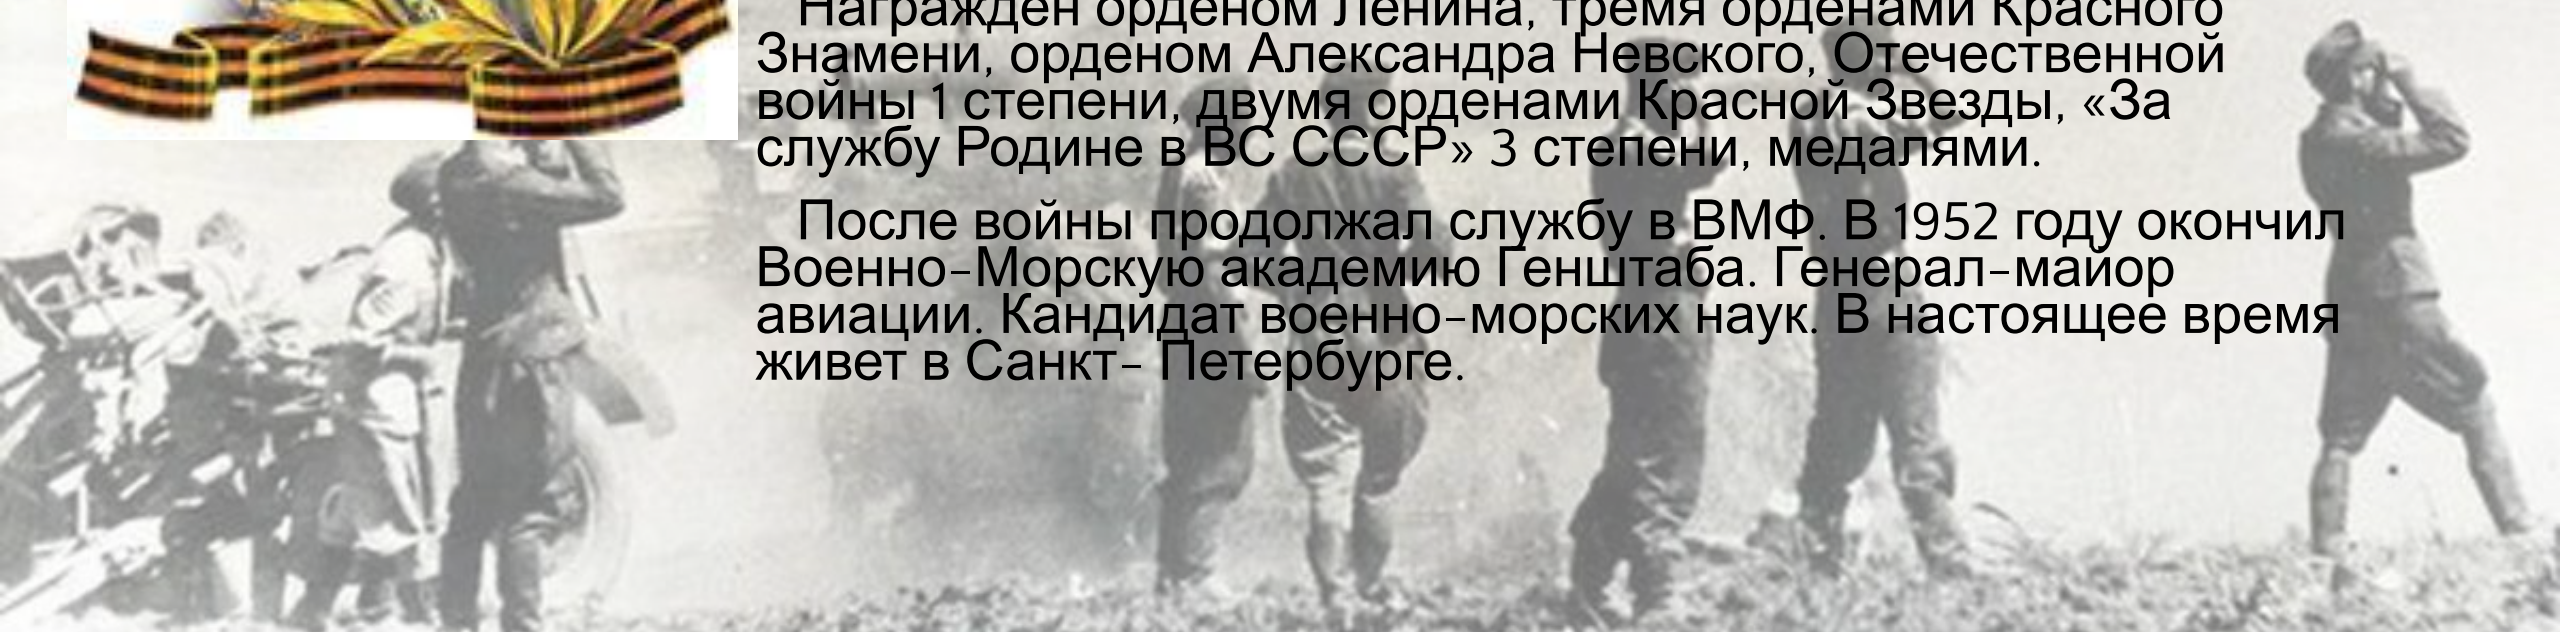 Награжден орденом Ленина, тремя орденами Красного
Знамени, орденом Александра Невского, Отечественной
войны 1 степени, двумя орденами Красной Звезды, «За
службу Родине в ВС СССР» 3 степени, медалями.
После войны продолжал службу в ВМФ. В 1952 году окончил
Военно-Морскую академию Генштаба. Генерал-майор
авиации. Кандидат военно-морских наук. В настоящее время
живет в Санкт- Петербурге.